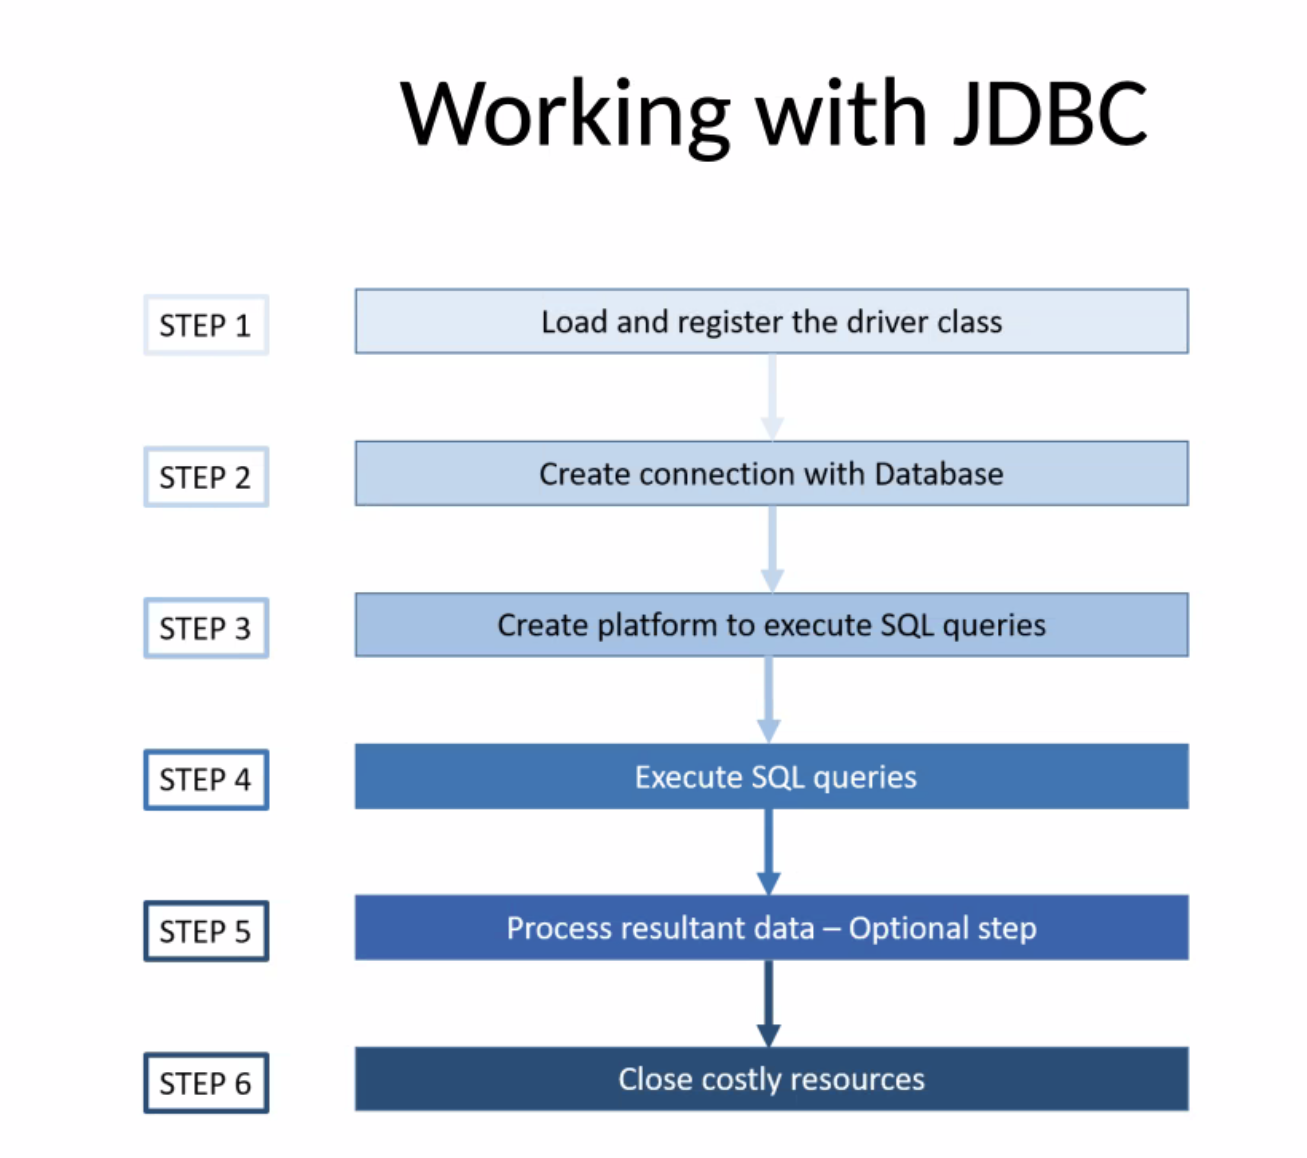 Working with JDBC
STEP 1
Load and register the driver class
STEP 2
Create connection with Database
STEP 3
Create platform to execute SQL queries
STEP 4
Execute SQL queries
STEP 5
Process resultant data – Optional step
STEP 6
Close costly resources